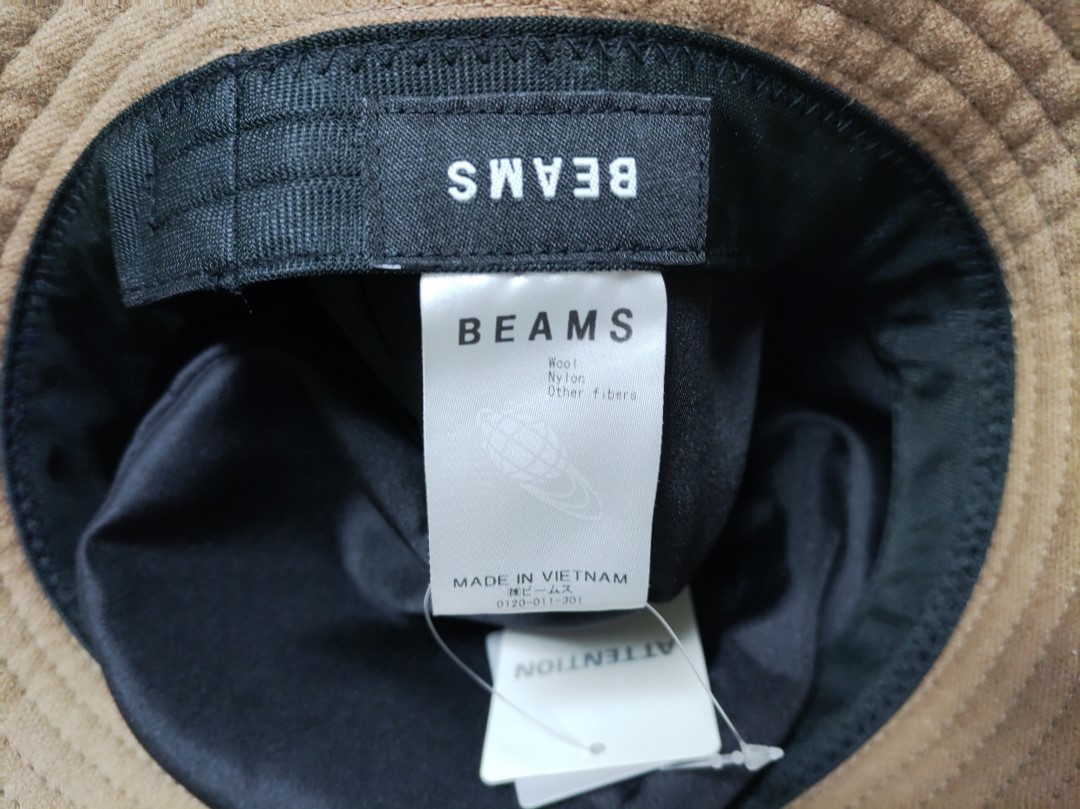 BEAMS
BEAMS
Wool
Nylon
Other fibers
MADE IN VIETNAM
㈱ビームス
0120-011-301
ATTENTION